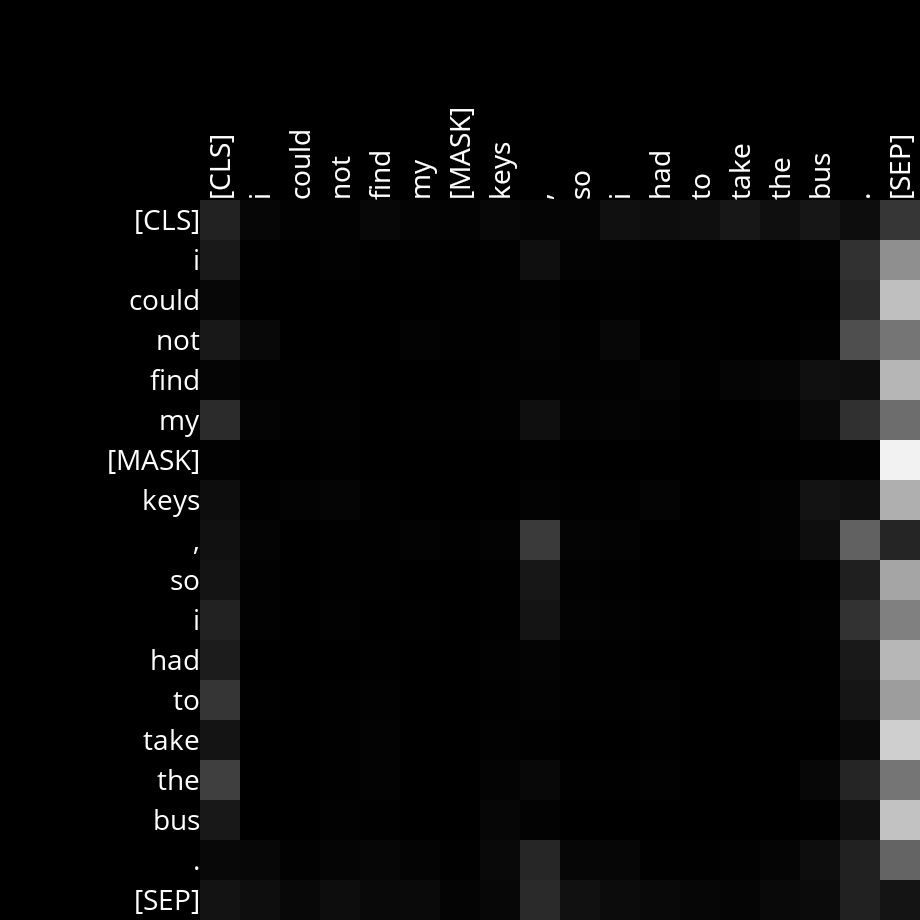 [CLS] i could not find my [MASK] keys , so i had to take the bus . [SEP]
[CLS]
i
could
not
find
my
[MASK]
keys
,
so
i
had
to
take
the
bus
.
[SEP]